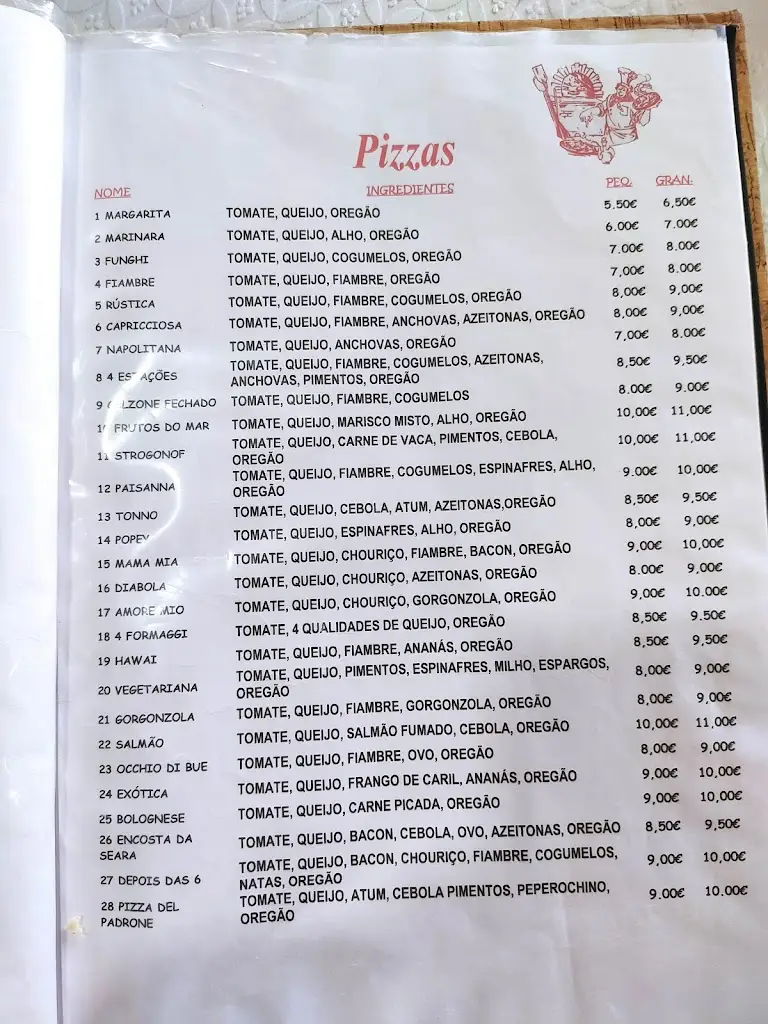 Pizzas
NOME INGREDIENTES PEQ. GRAN.
1 MARGARITA TOMATE, QUEIJO, OREGÃO 5.50€ 6,50€
2 MARINARA TOMATE, QUEIJO, ALHO, OREGÃO 6.00€ 7.00€
3 FUNGHI TOMATE, QUEIJO, COGUMELOS, OREGÃO 7.00€ 8.00€
4 FIAMBRE TOMATE, QUEIJO, FIAMBRE, OREGÃO 7,00€ 8.00€
5 RÚSTICA TOMATE, QUEIJO, FIAMBRE, COGUMELOS, OREGÃO 8,00€ 9,00€
6 CAPRICCIOSA TOMATE, QUEIJO, FIAMBRE, ANCHOVAS, AZEITONAS, OREGÃO 8,00€ 9,00€
7 NAPOLITANA TOMATE, QUEIJO, ANCHOVAS, OREGÃO 7,00€ 8.00€
8 4 ESTAÇÕES TOMATE, QUEIJO, FIAMBRE, COGUMELOS, AZEITONAS, 8,50€ 9,50€
ANCHOVAS, PIMENTOS, OREGÃO
9 CALZONE FECHADO TOMATE, QUEIJO, FIAMBRE, COGUMELOS 8.00€ 9.00€
10 FRUTOS DO MAR TOMATE, QUEIJO, MARISCO MISTO, ALHO, OREGÃO 10,00€ 11,00€
11 STROGONOF TOMATE, QUEIJO, CARNE DE VACA, PIMENTOS, CEBOLA, 10,00€ 11,00€
OREGÃO
12 PAISANNA TOMATE, QUEIJO, FIAMBRE, COGUMELOS, ESPINAFRES, ALHO, 9.00€ 10,00€
OREGÃO
13 TONNO TOMATE, QUEIJO, CEBOLA, ATUM, AZEITONAS,OREGÃO 8,50€ 9,50€
14 POPEY TOMATE, QUEIJO, ESPINAFRES, ALHO, OREGÃO 8,00€ 9,00€
15 MAMA MIA TOMATE, QUEIJO, CHOURIÇO, FIAMBRE, BACON, OREGÃO 9,00€ 10,00€
16 DIABOLA TOMATE, QUEIJO, CHOURIÇO, AZEITONAS, OREGÃO 8.00€ 9,00€
17 AMORE MIO TOMATE, QUEIJO, CHOURIÇO, GORGONZOLA, OREGÃO 9,00€ 10.00€
18 4 FORMAGGI TOMATE, 4 QUALIDADES DE QUEIJO, OREGÃO 8,50€ 9.50€
19 HAWAI TOMATE, QUEIJO, FIAMBRE, ANANÁS, OREGÃO 8,50€ 9,50€
20 VEGETARIANA TOMATE, QUEIJO, PIMENTOS, ESPINAFRES, MILHO, ESPARGOS, 8,00€ 9,00€
OREGÃO
21 GORGONZOLA TOMATE, QUEIJO, FIAMBRE, GORGONZOLA, OREGÃO 8,00€ 9,00€
22 SALMÃO TOMATE, QUEIJO, SALMÃO FUMADO, CEBOLA, OREGÃO 10,00€ 11,00€
23 OCCHIO DI BUE TOMATE, QUEIJO, FIAMBRE, OVO, OREGÃO 8,00€ 9,00€
24 EXÓTICA TOMATE, QUEIJO, FRANGO DE CARIL, ANANÁS, OREGÃO 9,00€ 10,00€
25 BOLOGNESE TOMATE, QUEIJO, CARNE PICADA, OREGÃO 9,00€ 10,00€
26 ENCOSTA DA TOMATE, QUEIJO, BACON, CEBOLA, OVO, AZEITONAS, OREGÃO 8,50€ 9,50€
SEARA
27 DEPOIS DAS 6 TOMATE, QUEIJO, BACON, CHOURIÇO, FIAMBRE, COGUMELOS, 9,00€ 10,00€
NATAS, OREGÃO
28 PIZZA DEL TOMATE, QUEIJO, ATUM, CEBOLA PIMENTOS, PEPEROCHINO, 9.00€ 10.00€
PADRONE OREGÃO